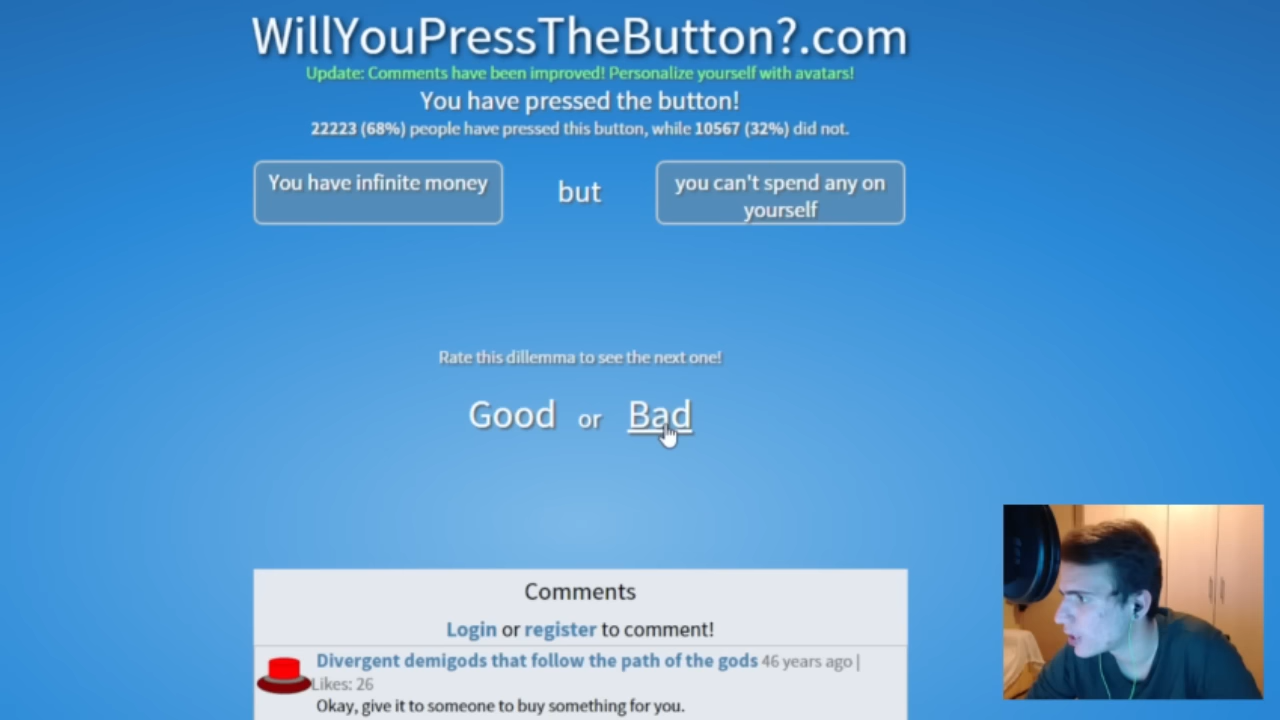 WillYouPressTheButton?.com
Update: Comments have been improved! Personalize yourself with avatars!
You have pressed the button!
22223 (68%) people have pressed this button, while 10567 (32%) did not.
You have infinite money
but
you can't spend any on
yourself
Rate this dillemma to see the next one!
Good or Bad
Comments
Login or register to comment!
Divergent demigods that follow the path of the gods 46 years ago |
Likes: 26
Okay, give it to someone to buy something for you.